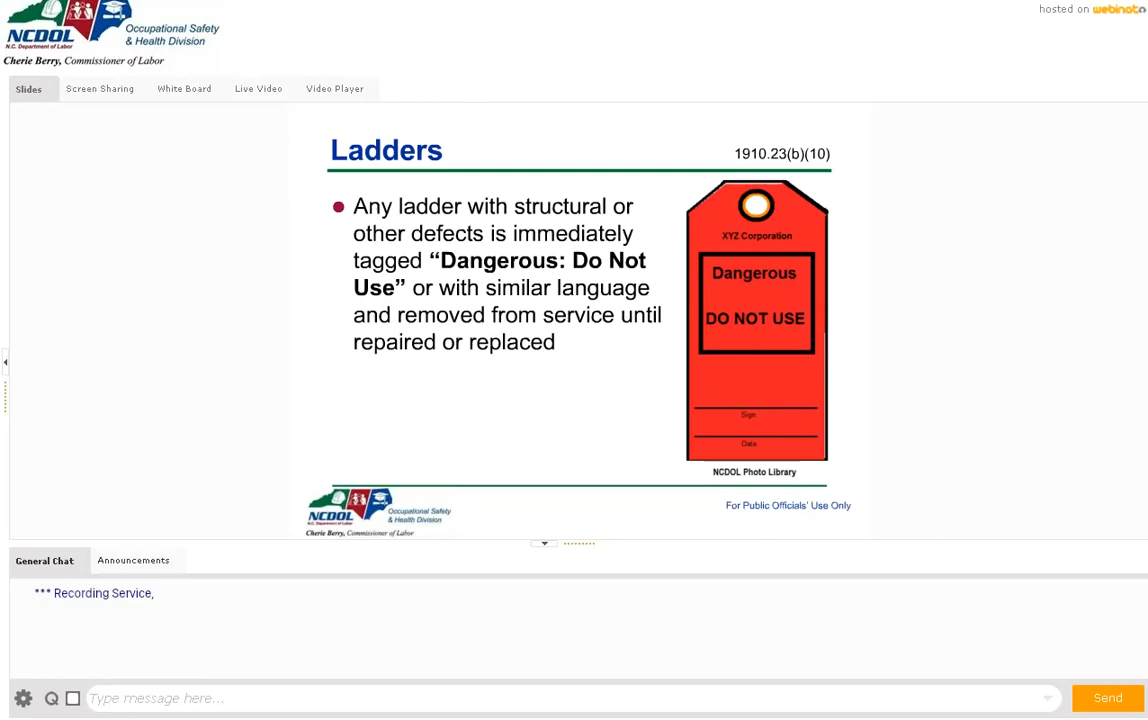 hosted on webinato
NCDOL
N.C. Department of Labor
Occupational Safety
& Health Division
Cherie Berry, Commissioner of Labor
Slides
Screen Sharing
White Board
Live Video
Video Player
Ladders
1910.23(b)(10)
Any ladder with structural or
other defects is immediately
tagged “Dangerous: Do Not
Use” or with similar language
and removed from service until
repaired or replaced
XYZ Corporation
Dangerous
DO NOT USE
Sign
Date
NCDOL Photo Library
NCDOL
N.C. Department of Labor
Occupational Safety
& Health Division
Cherie Berry, Commissioner of Labor
For Public Officials’ Use Only
General Chat
Announcements
*** Recording Service,
Type message here...
Send